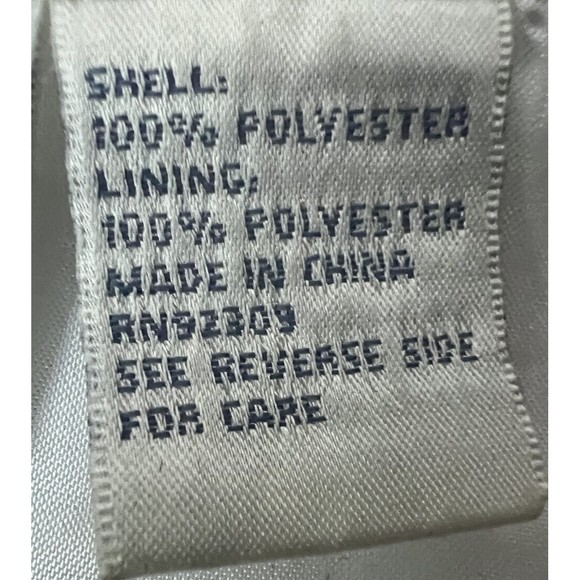 SHELL:
100% POLYESTER
LINING:
100% POLYESTER
MADE IN CHINA
RN92309
SEE REVERSE SIDE
FOR CARE